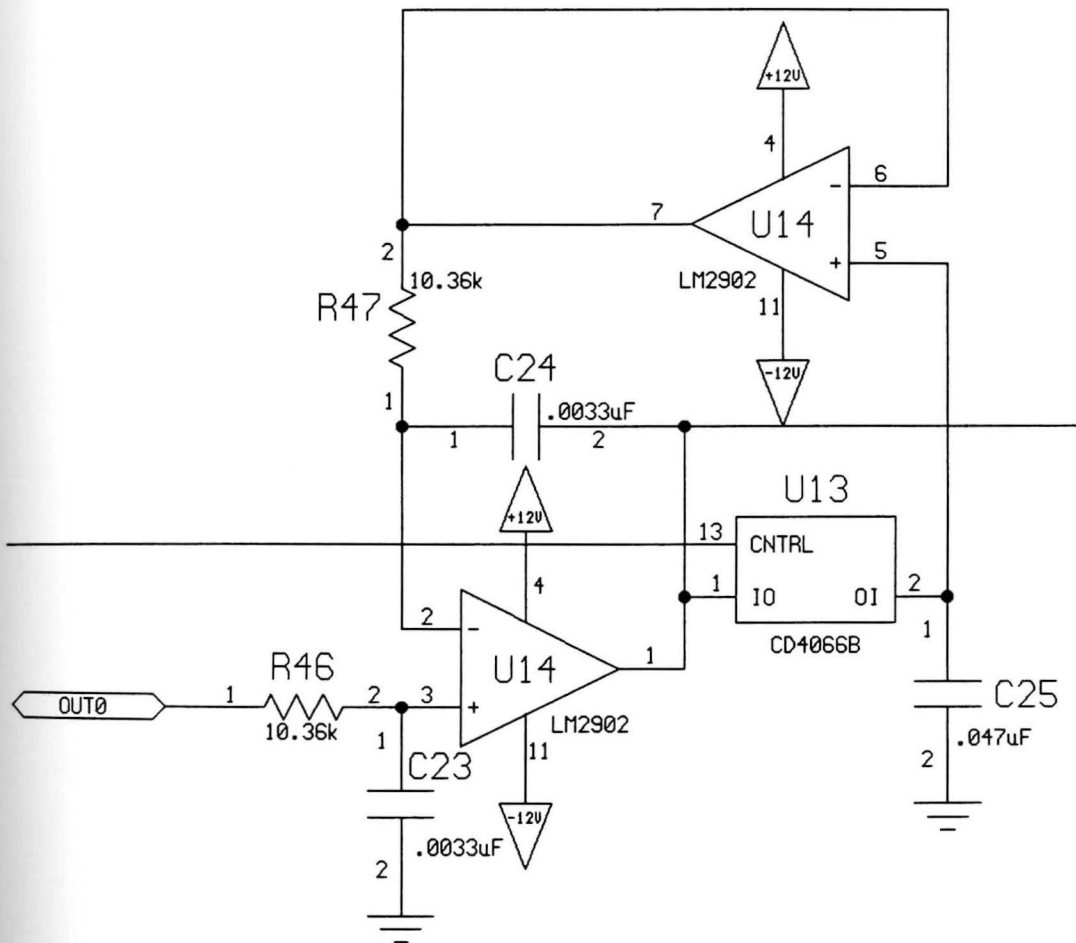 +12V
4
6
7
U14
5
2
10.36k
LM2902
R47
11
C24
-12V
1
.0033uF
1
2
U13
+12V
13
CNTRL
4
1
IO
OI
2
2
CD4066B
1
R46
U14
1
C25
OUT0
1
2
3
10.36k
LM2902
.047uF
1
C23
11
2
-12V
.0033uF
2